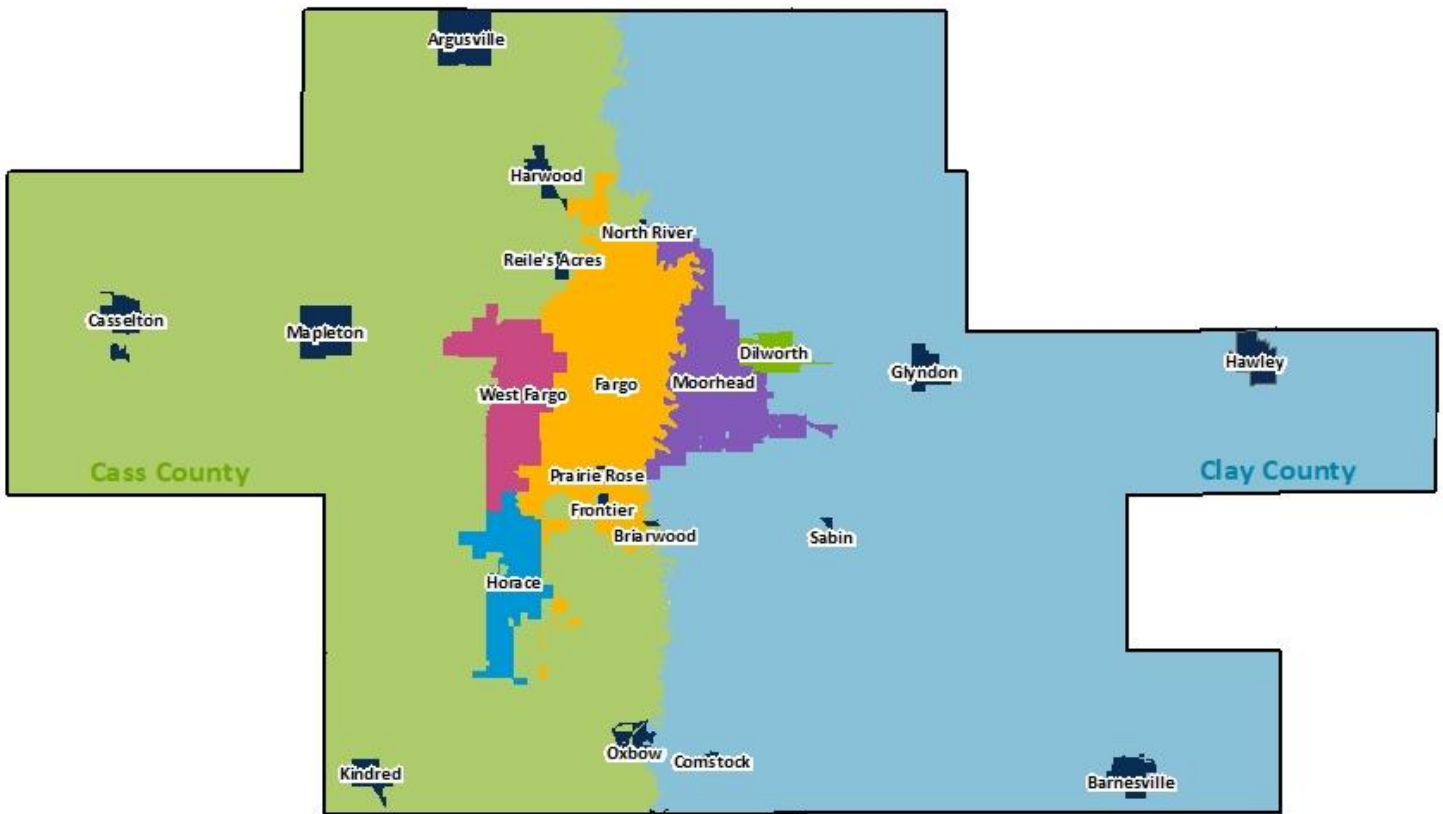 Argusville
Harwood
North River
Reile's Acres
Casselton
Mapleton
Dilworth
Hawley
Glyndon
Fargo
Moorhead
West Fargo
Cass County
Clay County
Prairie Rose
Frontier
Briarwood
Sabin
Horace
Oxbow
Comstock
Kindred
Barnesville